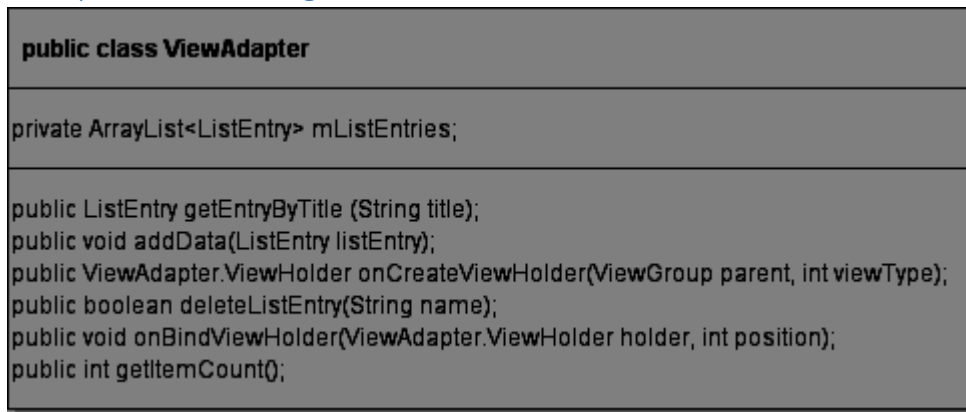 public class ViewAdapter
private ArrayList<ListEntry> mListEntries;
public ListEntry getEntryByTitle (String title);
public void addData(ListEntry listEntry);
public ViewAdapter.ViewHolder onCreateViewHolder(ViewGroup parent, int viewType);
public boolean deleteListEntry(String name);
public void onBindViewHolder(ViewAdapter.ViewHolder holder, int position);
public int getItemCount();